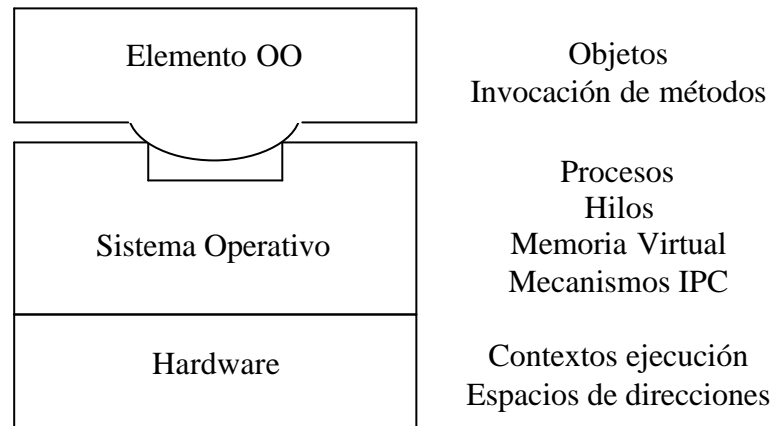 Elemento OO
Objetos
Invocación de métodos
Sistema Operativo
Procesos
Hilos
Memoria Virtual
Mecanismos IPC
Hardware
Contextos ejecución
Espacios de direcciones